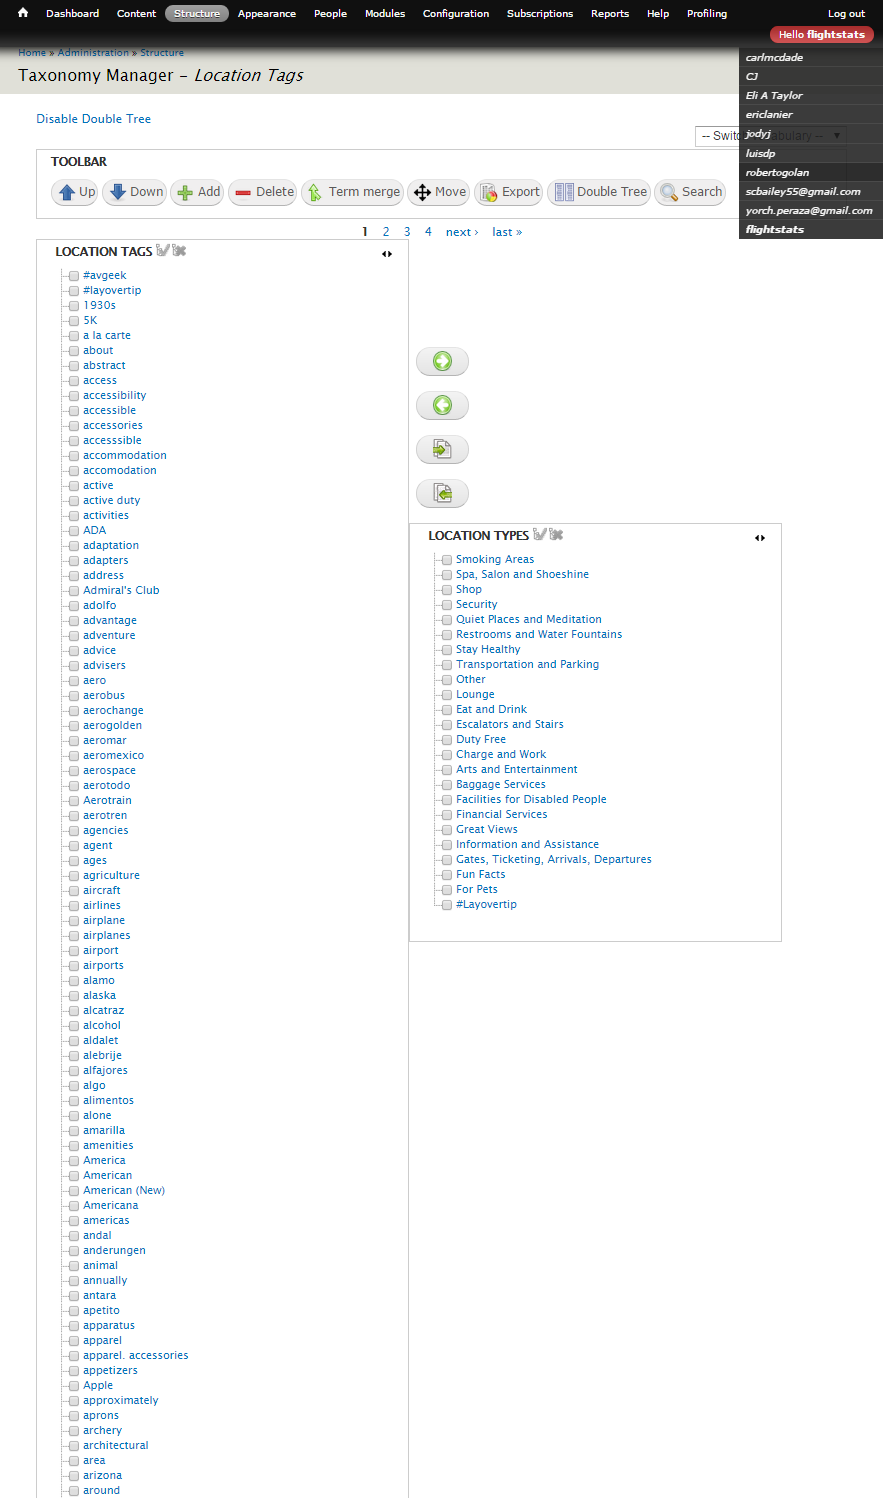 Dashboard Content Structure Appearance People Modules Configuration Subscriptions Reports Help Profiling Log out
Hello flightstats
Home » Administration » Structure
Taxonomy Manager – Location Tags
carlmcdade
CJ
Eli A Taylor
ericlanier
jodyj
luisdp
robertogolan
scbailey55@gmail.com
yorch.peraza@gmail.com
flightstats
Disable Double Tree
TOOLBAR
Up Down Add Delete Term merge Move Export Double Tree Search
1 2 3 4 next › last »
LOCATION TAGS
#avgeek
#layovertip
1930s
5K
a la carte
about
abstract
access
accessibility
accessible
accessories
accesssible
accommodation
accomodation
active
active duty
activities
ADA
adaptation
adapters
address
Admiral's Club
adolfo
advantage
adventure
advice
advisers
aero
aerobus
aerochange
aerogolden
aeromar
aeromexico
aerospace
aerotodo
Aerotrain
aerotren
agencies
agent
ages
agriculture
aircraft
airlines
airplane
airplanes
airport
airports
alamo
alaska
alcatraz
alcohol
aldalet
alebrije
alfajores
algo
alimentos
alone
amarilla
amenities
America
American
American (New)
Americana
americas
andal
anderungen
animal
annually
antara
apetito
apparatus
apparel
apparel. accessories
appetizers
Apple
approximately
aprons
archery
architectural
area
arizona
around
LOCATION TYPES
Smoking Areas
Spa, Salon and Shoeshine
Shop
Security
Quiet Places and Meditation
Restrooms and Water Fountains
Stay Healthy
Transportation and Parking
Other
Lounge
Eat and Drink
Escalators and Stairs
Duty Free
Charge and Work
Arts and Entertainment
Baggage Services
Facilities for Disabled People
Financial Services
Great Views
Information and Assistance
Gates, Ticketing, Arrivals, Departures
Fun Facts
For Pets
#Layovertip